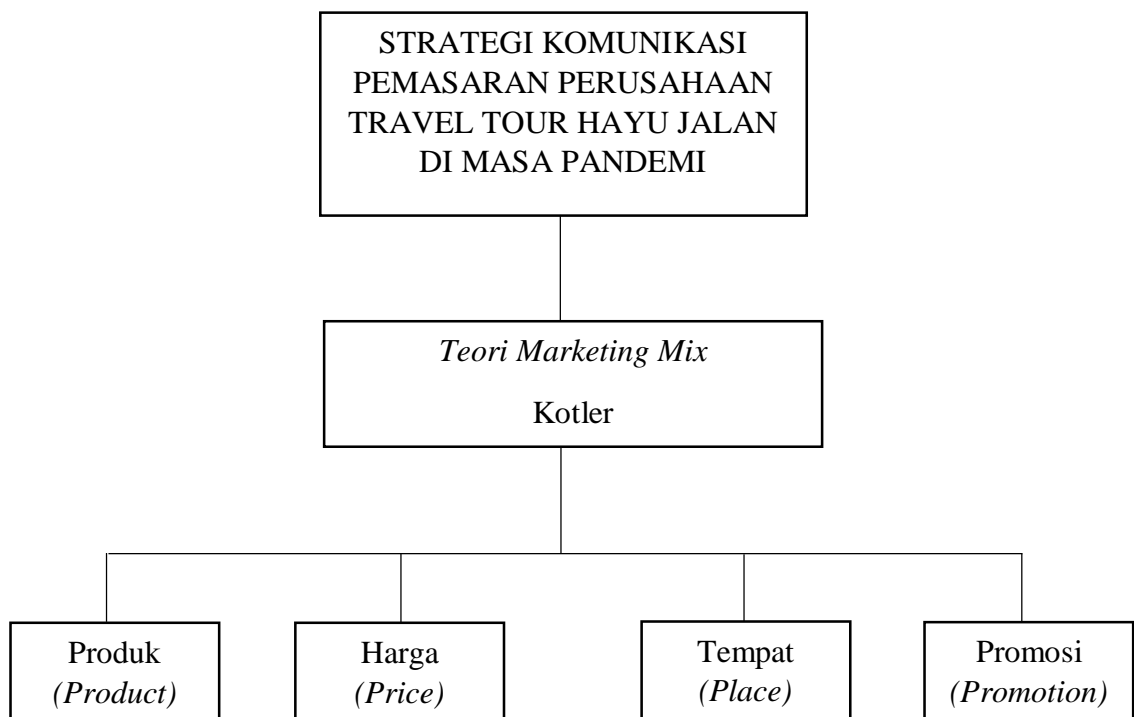 STRATEGI KOMUNIKASI
PEMASARAN PERUSAHAAN
TRAVEL TOUR HAYU JALAN
DI MASA PANDEMI
Teori Marketing Mix
Kotler
Produk
(Product)
Harga
(Price)
Tempat
(Place)
Promosi
(Promotion)